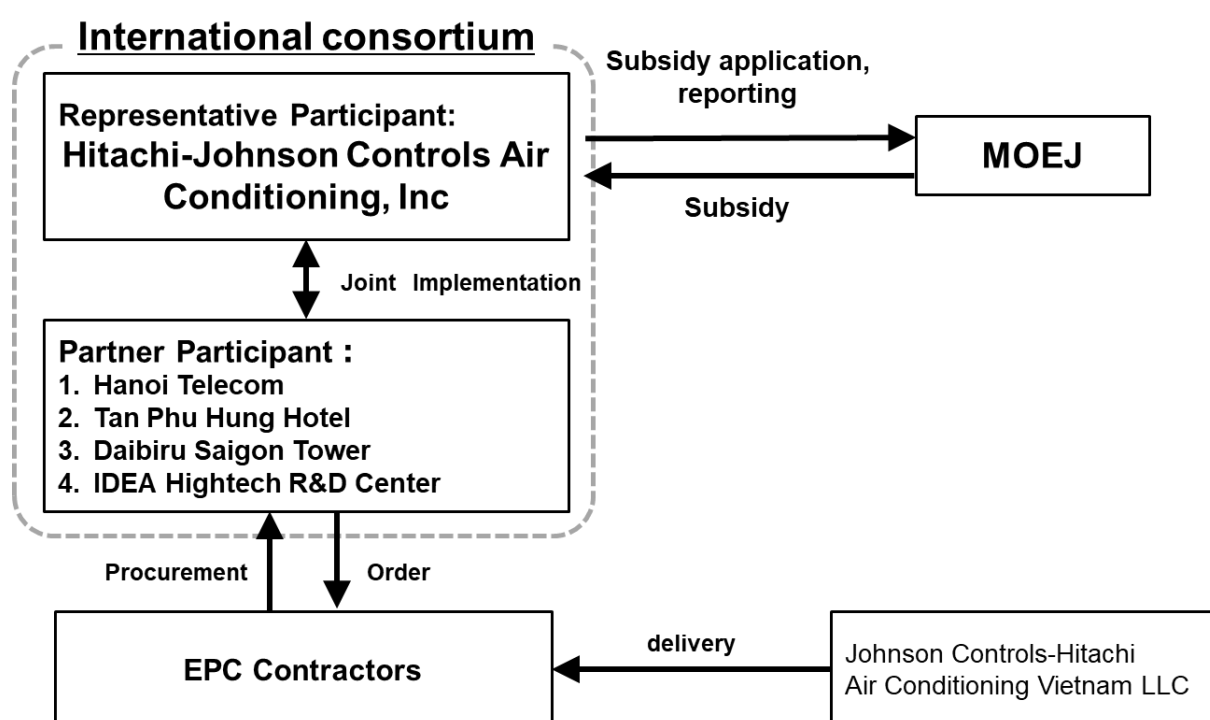 International consortium
Subsidy application,
reporting
Representative Participant:
Hitachi-Johnson Controls Air
Conditioning, Inc
MOEJ
Subsidy
Joint Implementation
Partner Participant :
1. Hanoi Telecom
2. Tan Phu Hung Hotel
3. Daibiru Saigon Tower
4. IDEA Hightech R&D Center
Procurement
Order
EPC Contractors
delivery
Johnson Controls-Hitachi
Air Conditioning Vietnam LLC